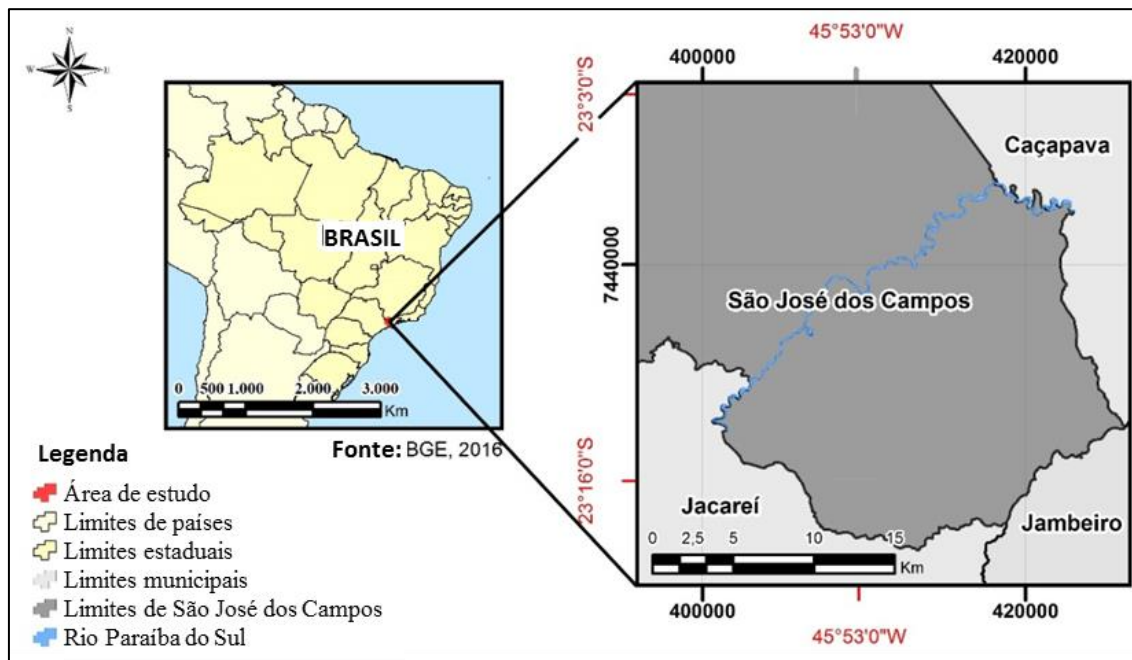 N
W
E
S
BRASIL
0 500 1.000 2.000 3.000
Km
Fonte: BGE, 2016
Legenda
Área de estudo
Limites de países
Limites estaduais
Limites municipais
Limites de São José dos Campos
Rio Paraíba do Sul
45°53'0"W
400000 420000
23°3'0"S
7440000
23°16'0"S
Caçapava
São José dos Campos
Jacareí
Jambeiro
0 2,5 5 10 15
Km
400000 420000
45°53'0"W